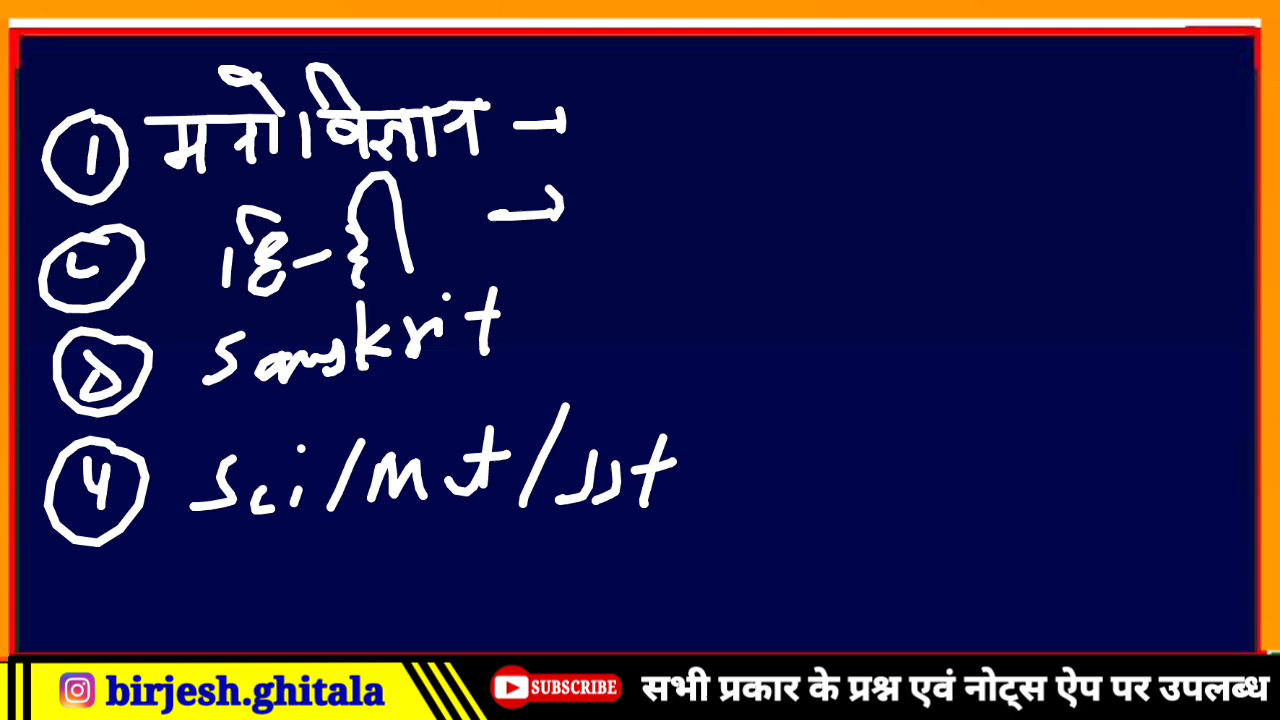 ① मनोविज्ञान →
② हिन्दी →
③ Sanskrit
④ Sci/Mat/SSt
birjesh.ghitala
SUBSCRIBE
सभी प्रकार के प्रश्न एवं नोट्स ऐप पर उपलब्ध